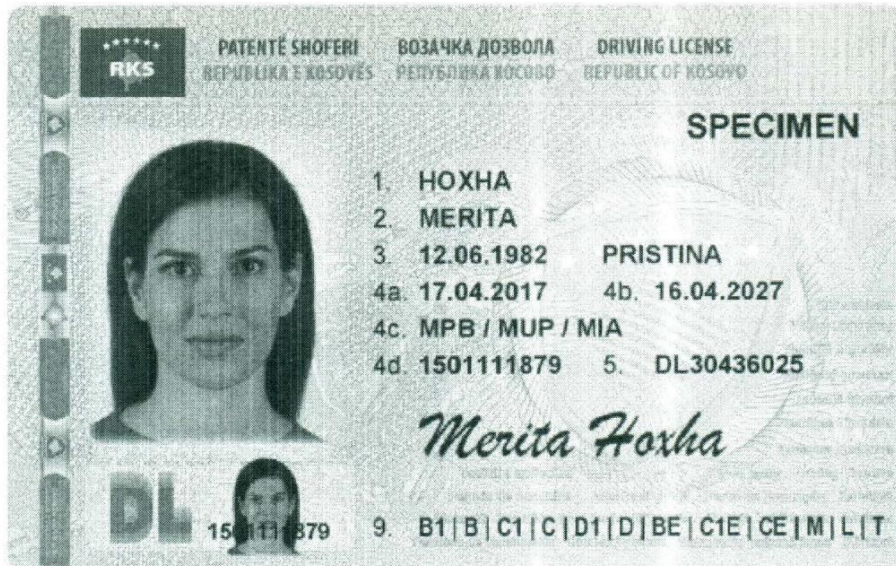 RKS
PATENTË SHOFERI ВОЗАЧКА ДОЗВОЛА DRIVING LICENSE
REPUBLIKA E KOSOVËS РЕПУБЛИКА КОСОВО REPUBLIC OF KOSOVO
SPECIMEN
1. HOXHA
2. MERITA
3. 12.06.1982 PRISTINA
4a. 17.04.2017 4b. 16.04.2027
4c. MPB / MUP / MIA
4d. 1501111879 5. DL30436025
Merita Hoxha
DL
1501111879
9. B1|B|C1|C|D1|D|BE|C1E|CE|M|L|T